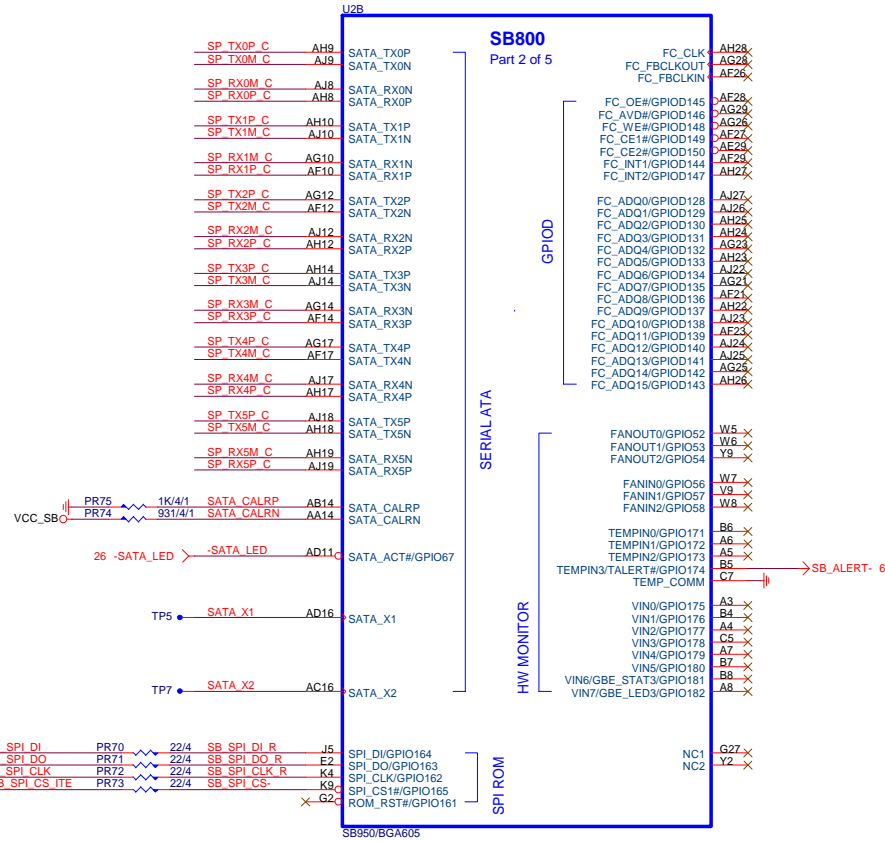 U2B
SB800
Part 2 of 5
SP_TX0P_C AH9 SATA_TX0P
SP_TX0M_C AJ9 SATA_TX0N
SP_RX0M_C AJ8 SATA_RX0N
SP_RX0P_C AH8 SATA_RX0P
SP_TX1P_C AH10 SATA_TX1P
SP_TX1M_C AJ10 SATA_TX1N
SP_RX1M_C AG10 SATA_RX1N
SP_RX1P_C AF10 SATA_RX1P
SP_TX2P_C AG12 SATA_TX2P
SP_TX2M_C AF12 SATA_TX2N
SP_RX2M_C AJ12 SATA_RX2N
SP_RX2P_C AH12 SATA_RX2P
SP_TX3P_C AH14 SATA_TX3P
SP_TX3M_C AJ14 SATA_TX3N
SP_RX3M_C AG14 SATA_RX3N
SP_RX3P_C AF14 SATA_RX3P
SP_TX4P_C AG17 SATA_TX4P
SP_TX4M_C AF17 SATA_TX4N
SP_RX4M_C AJ17 SATA_RX4N
SP_RX4P_C AH17 SATA_RX4P
SP_TX5P_C AJ18 SATA_TX5P
SP_TX5M_C AH18 SATA_TX5N
SP_RX5M_C AH19 SATA_RX5N
SP_RX5P_C AJ19 SATA_RX5P
PR75 1K/4/1 SATA_CALRP AB14 SATA_CALRP
VCC_SB PR74 931/4/1 SATA_CALRN AA14 SATA_CALRN
26 -SATA_LED -SATA_LED AD11 SATA_ACT#/GPIO67
TP5 SATA_X1 AD16 SATA_X1
TP7 SATA_X2 AC16 SATA_X2
SERIAL ATA
SPI_DI PR70 22/4 SB_SPI_DI_R J5 SPI_DI/GPIO164
SPI_DO PR71 22/4 SB_SPI_DO_R E2 SPI_DO/GPIO163
SPI_CLK PR72 22/4 SB_SPI_CLK_R K4 SPI_CLK/GPIO162
B_SPI_CS_ITE PR73 22/4 SB_SPI_CS- K9 SPI_CS1#/GPIO165
G2 ROM_RST#/GPIO161
SPI ROM
FC_CLK AH28
FC_FBCLKOUT AG28
FC_FBCLKIN AF26
FC_OE#/GPIOD145 AF28
FC_AVD#/GPIOD146 AG29
FC_WE#/GPIOD148 AG26
FC_CE1#/GPIOD149 AF27
FC_CE2#/GPIOD150 AE29
FC_INT1/GPIOD144 AF29
FC_INT2/GPIOD147 AH27
FC_ADQ0/GPIOD128 AJ27
FC_ADQ1/GPIOD129 AJ26
FC_ADQ2/GPIOD130 AH25
FC_ADQ3/GPIOD131 AH24
FC_ADQ4/GPIOD132 AG23
FC_ADQ5/GPIOD133 AH23
FC_ADQ6/GPIOD134 AJ22
FC_ADQ7/GPIOD135 AG21
FC_ADQ8/GPIOD136 AF21
FC_ADQ9/GPIOD137 AH22
FC_ADQ10/GPIOD138 AJ23
FC_ADQ11/GPIOD139 AF23
FC_ADQ12/GPIOD140 AJ24
FC_ADQ13/GPIOD141 AJ25
FC_ADQ14/GPIOD142 AG25
FC_ADQ15/GPIOD143 AH26
GPIOD
FANOUT0/GPIO52 W5
FANOUT1/GPIO53 W6
FANOUT2/GPIO54 Y9
FANIN0/GPIO56 W7
FANIN1/GPIO57 V9
FANIN2/GPIO58 W8
TEMPIN0/GPIO171 B6
TEMPIN1/GPIO172 A6
TEMPIN2/GPIO173 A5
TEMPIN3/TALERT#/GPIO174 B5 SB_ALERT- 6
TEMP_COMM C7
VIN0/GPIO175 A3
VIN1/GPIO176 B4
VIN2/GPIO177 A4
VIN3/GPIO178 C5
VIN4/GPIO179 A7
VIN5/GPIO180 B7
VIN6/GBE_STAT3/GPIO181 B8
VIN7/GBE_LED3/GPIO182 A8
HW MONITOR
NC1 G27
NC2 Y2
SB950/BGA605